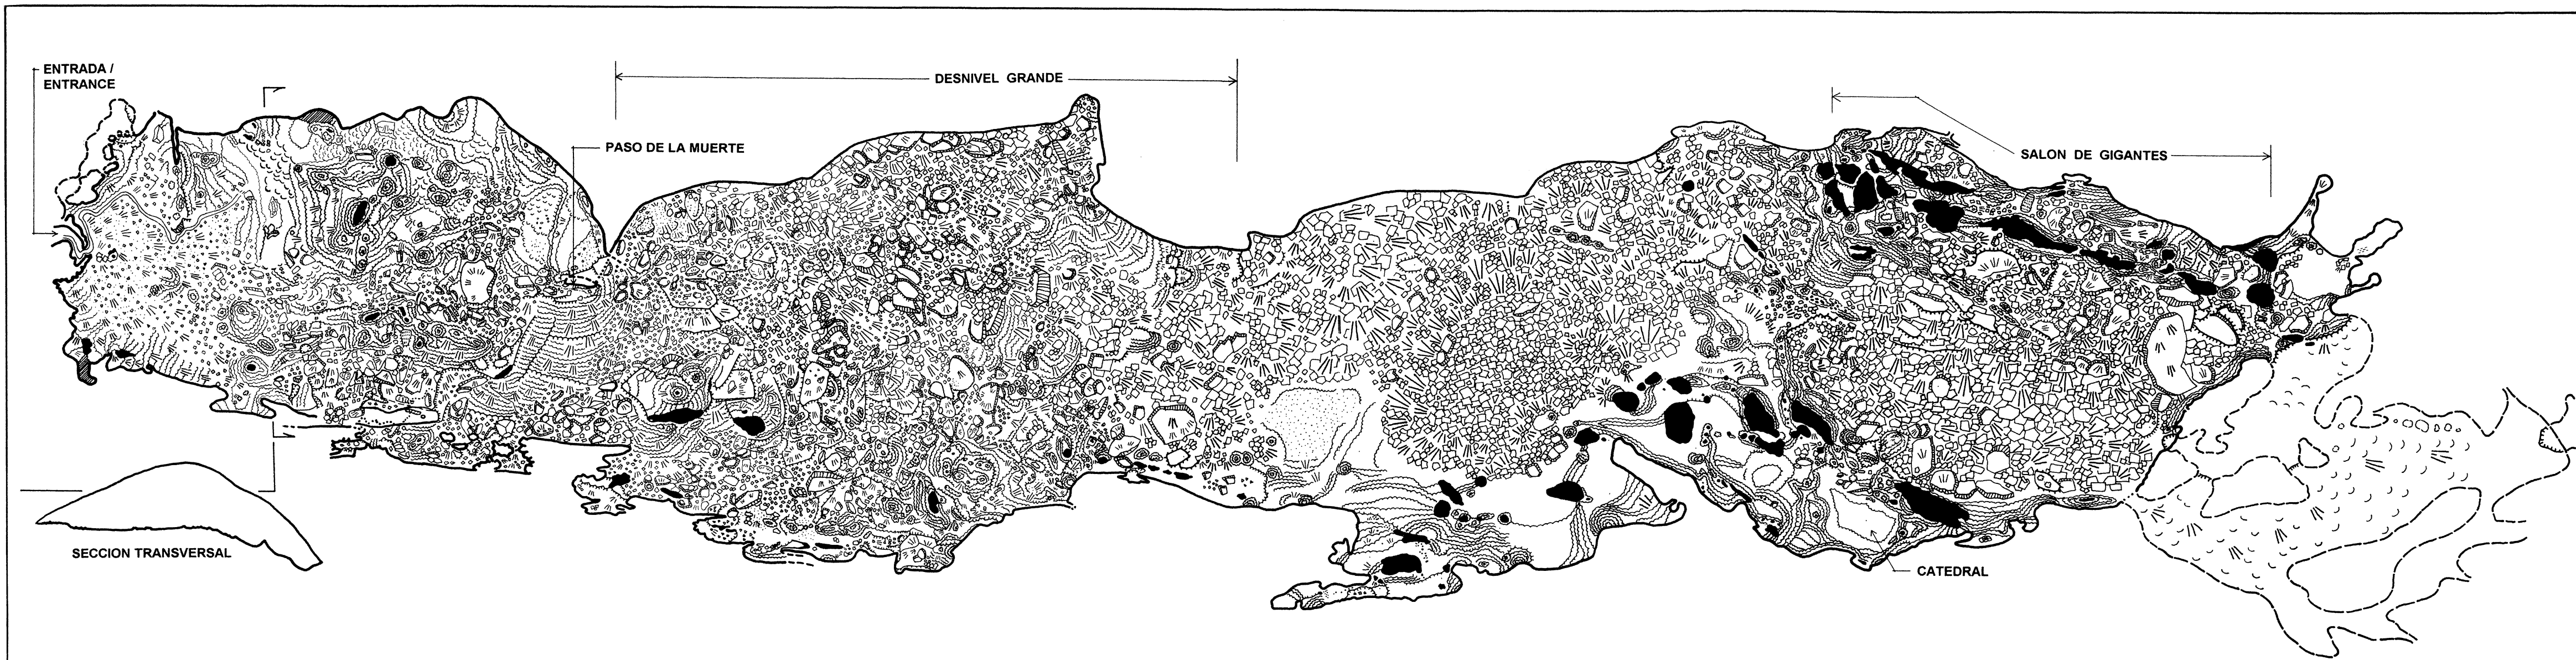 ENTRADA /
ENTRANCE
DESNIVEL GRANDE
PASO DE LA MUERTE
SALON DE GIGANTES
SECCION TRANSVERSAL
CATEDRAL